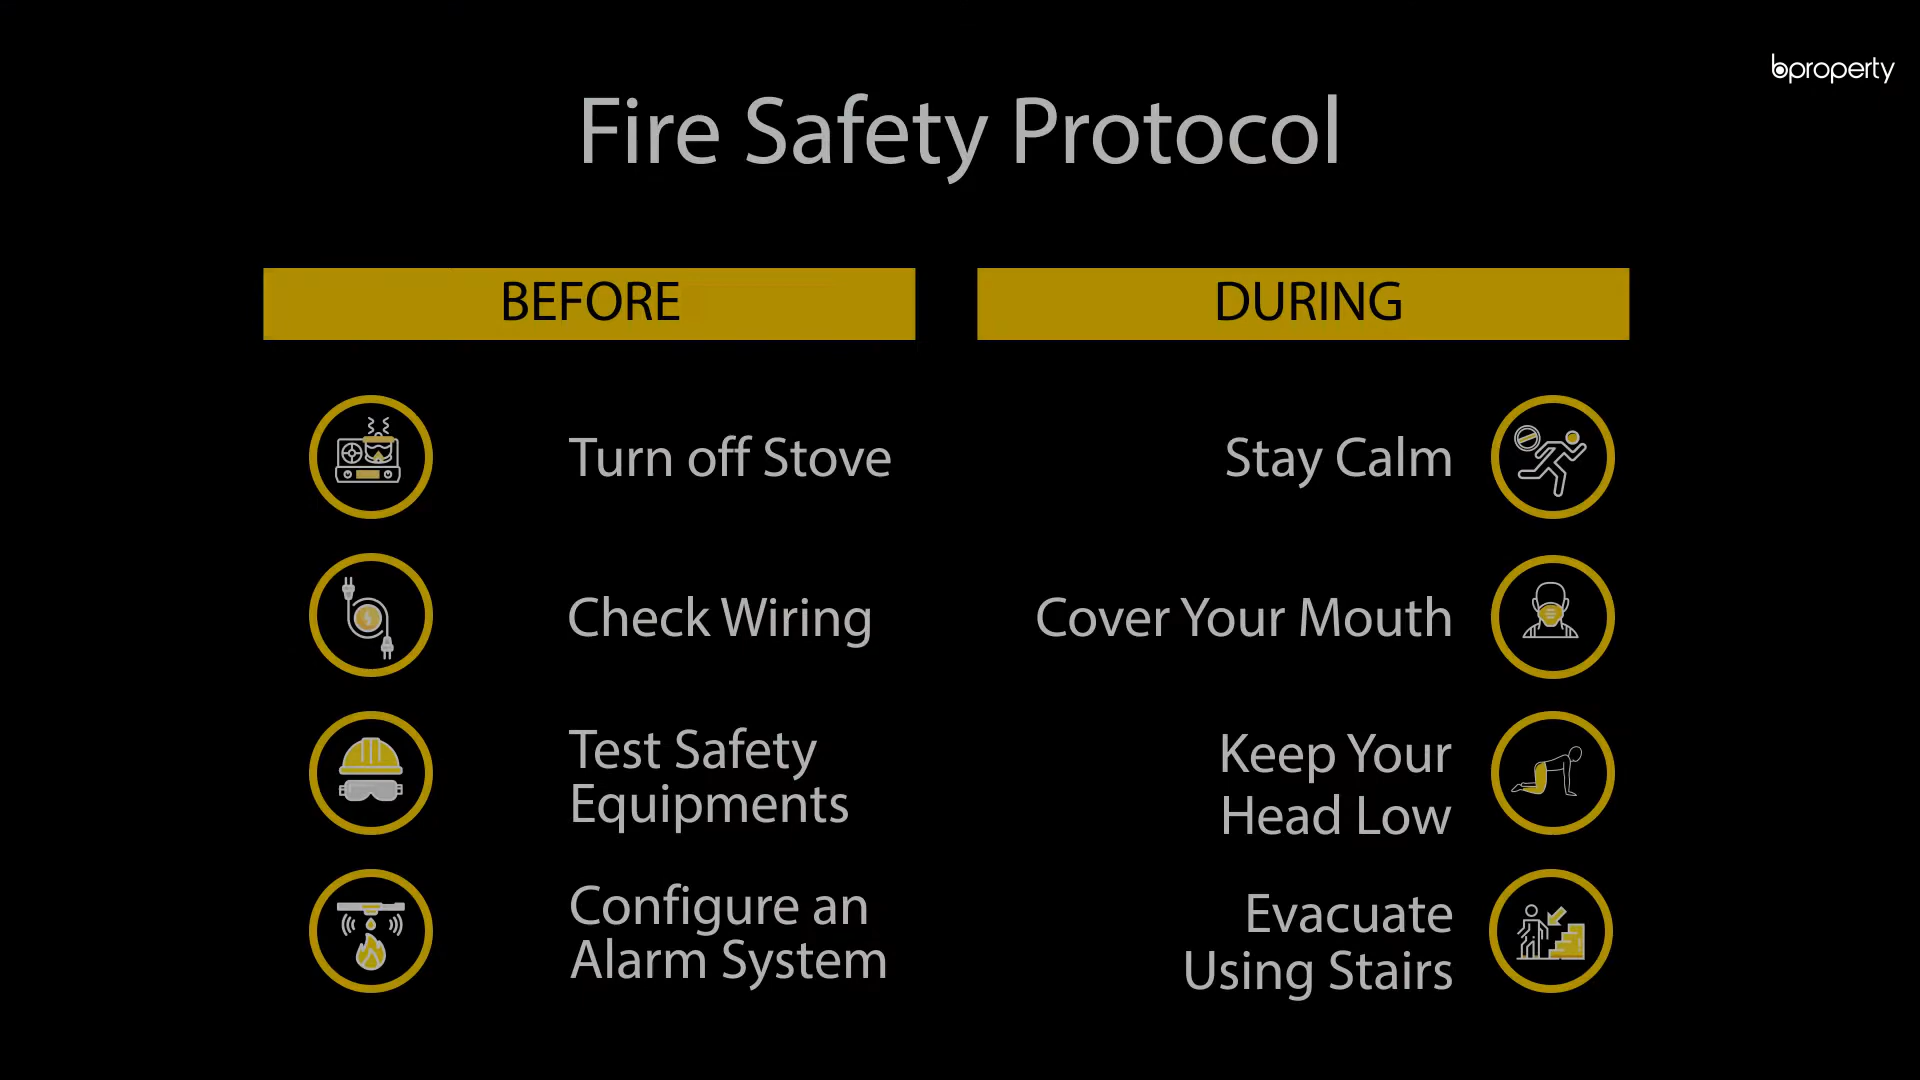 bproperty
Fire Safety Protocol
BEFORE
Turn off Stove
Check Wiring
Test Safety
Equipments
Configure an
Alarm System
DURING
Stay Calm
Cover Your Mouth
Keep Your
Head Low
Evacuate
Using Stairs